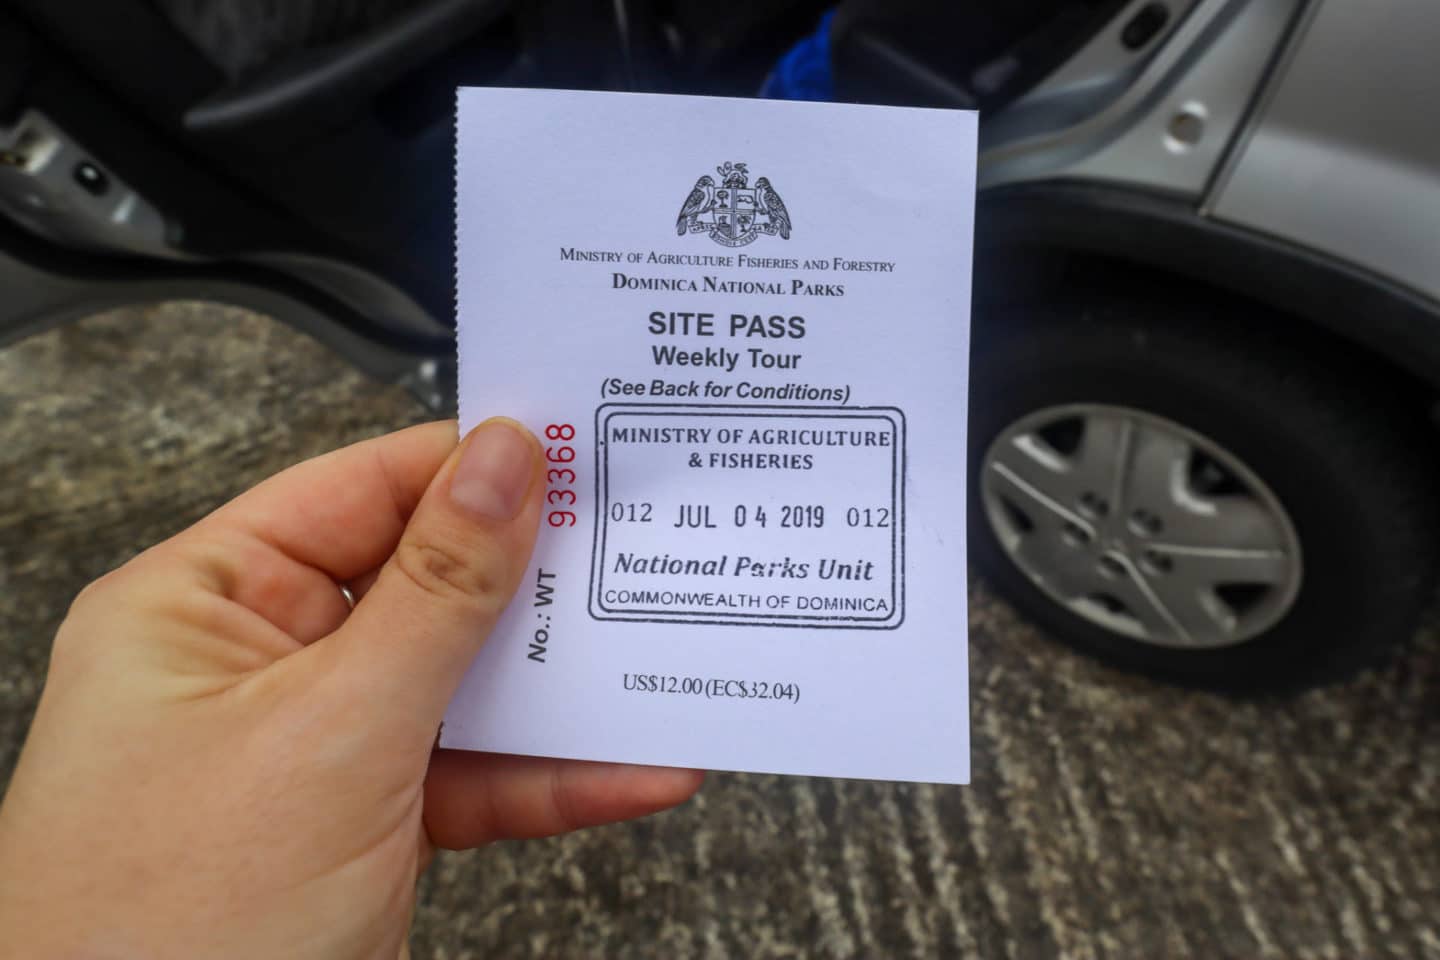 MINISTRY OF AGRICULTURE FISHERIES AND FORESTRY
DOMINICA NATIONAL PARKS
SITE PASS
Weekly Tour
(See Back for Conditions)
MINISTRY OF AGRICULTURE
& FISHERIES
012 JUL 04 2019 012
National Parks Unit
COMMONWEALTH OF DOMINICA
No.: WT 93368
US$12.00 (EC$32.04)